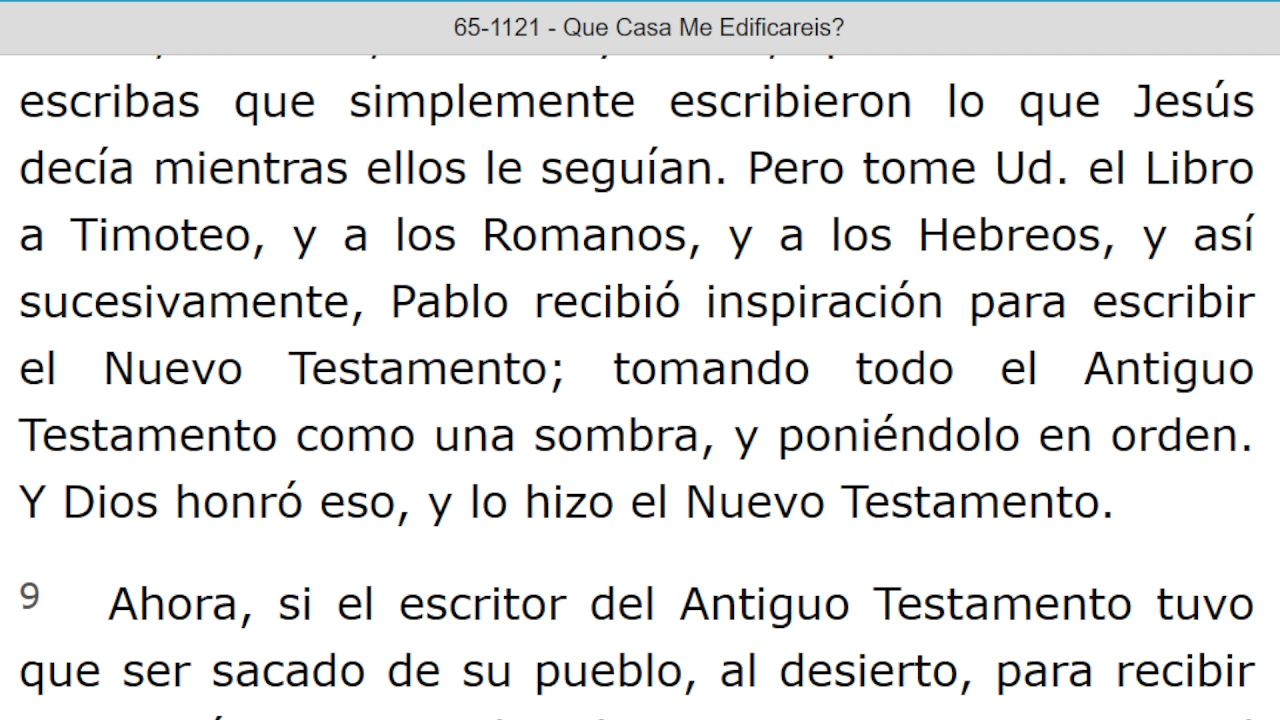 65-1121 - Que Casa Me Edificareis?
escribas que simplemente escribieron lo que Jesús
decía mientras ellos le seguían. Pero tome Ud. el Libro
a Timoteo, y a los Romanos, y a los Hebreos, y así
sucesivamente, Pablo recibió inspiración para escribir
el Nuevo Testamento; tomando todo el Antiguo
Testamento como una sombra, y poniéndolo en orden.
Y Dios honró eso, y lo hizo el Nuevo Testamento.
9 Ahora, si el escritor del Antiguo Testamento tuvo
que ser sacado de su pueblo, al desierto, para recibir